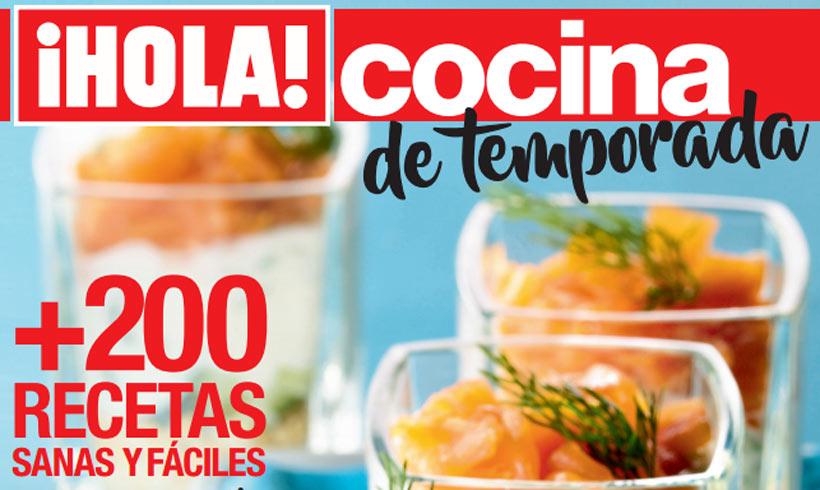 ¡HOLA! cocina
de temporada
+200
RECETAS
SANAS Y FÁCILES